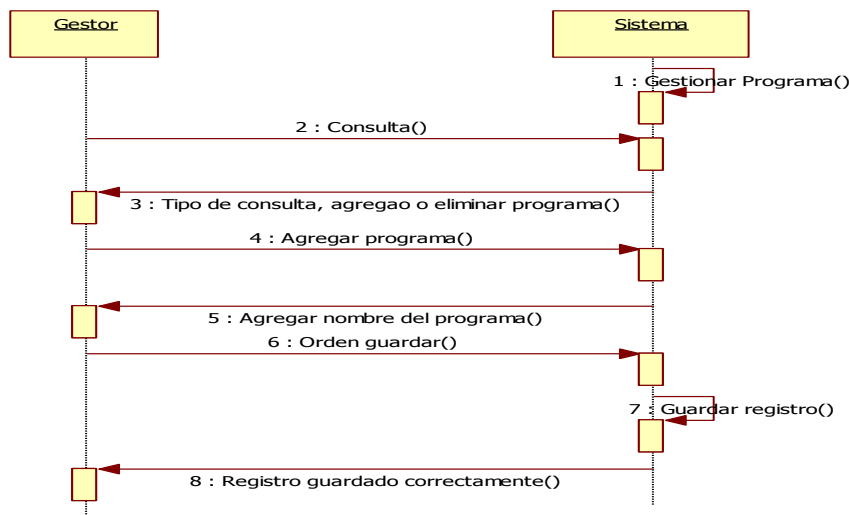 Gestor
Sistema
1 : Gestionar Programa()
2 : Consulta()
3 : Tipo de consulta, agregao o eliminar programa()
4 : Agregar programa()
5 : Agregar nombre del programa()
6 : Orden guardar()
7 : Guardar registro()
8 : Registro guardado correctamente()